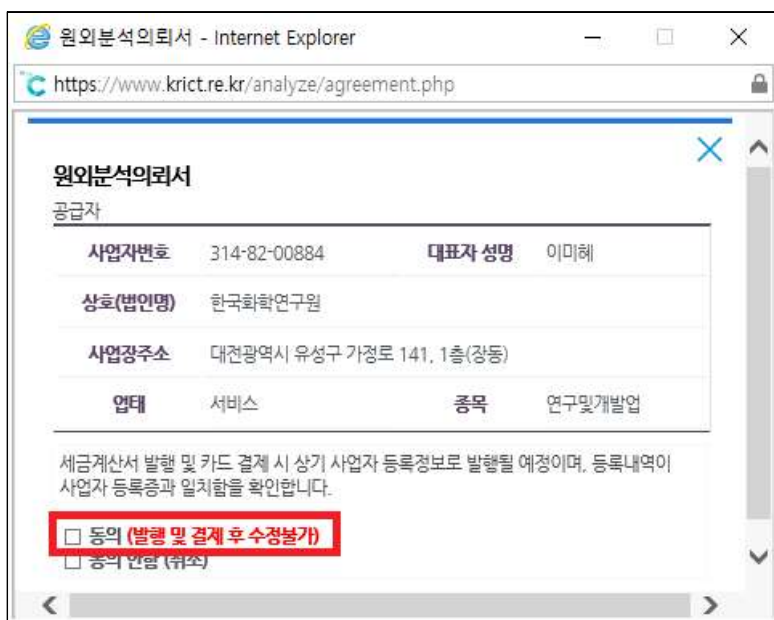 원외분석의뢰서 - Internet Explorer
https://www.krict.re.kr/analyze/agreement.php
원외분석의뢰서
공급자
사업자번호 314-82-00884 대표자 성명 이미혜
상호(법인명) 한국화학연구원
사업장주소 대전광역시 유성구 가정로 141, 1층(장동)
업태 서비스 종목 연구및개발업
세금계산서 발행 및 카드 결제 시 상기 사업자 등록정보로 발행될 예정이며, 등록내역이
사업자 등록증과 일치함을 확인합니다.
동의 (발행 및 결제 후 수정불가)
동의 안함 (취소)